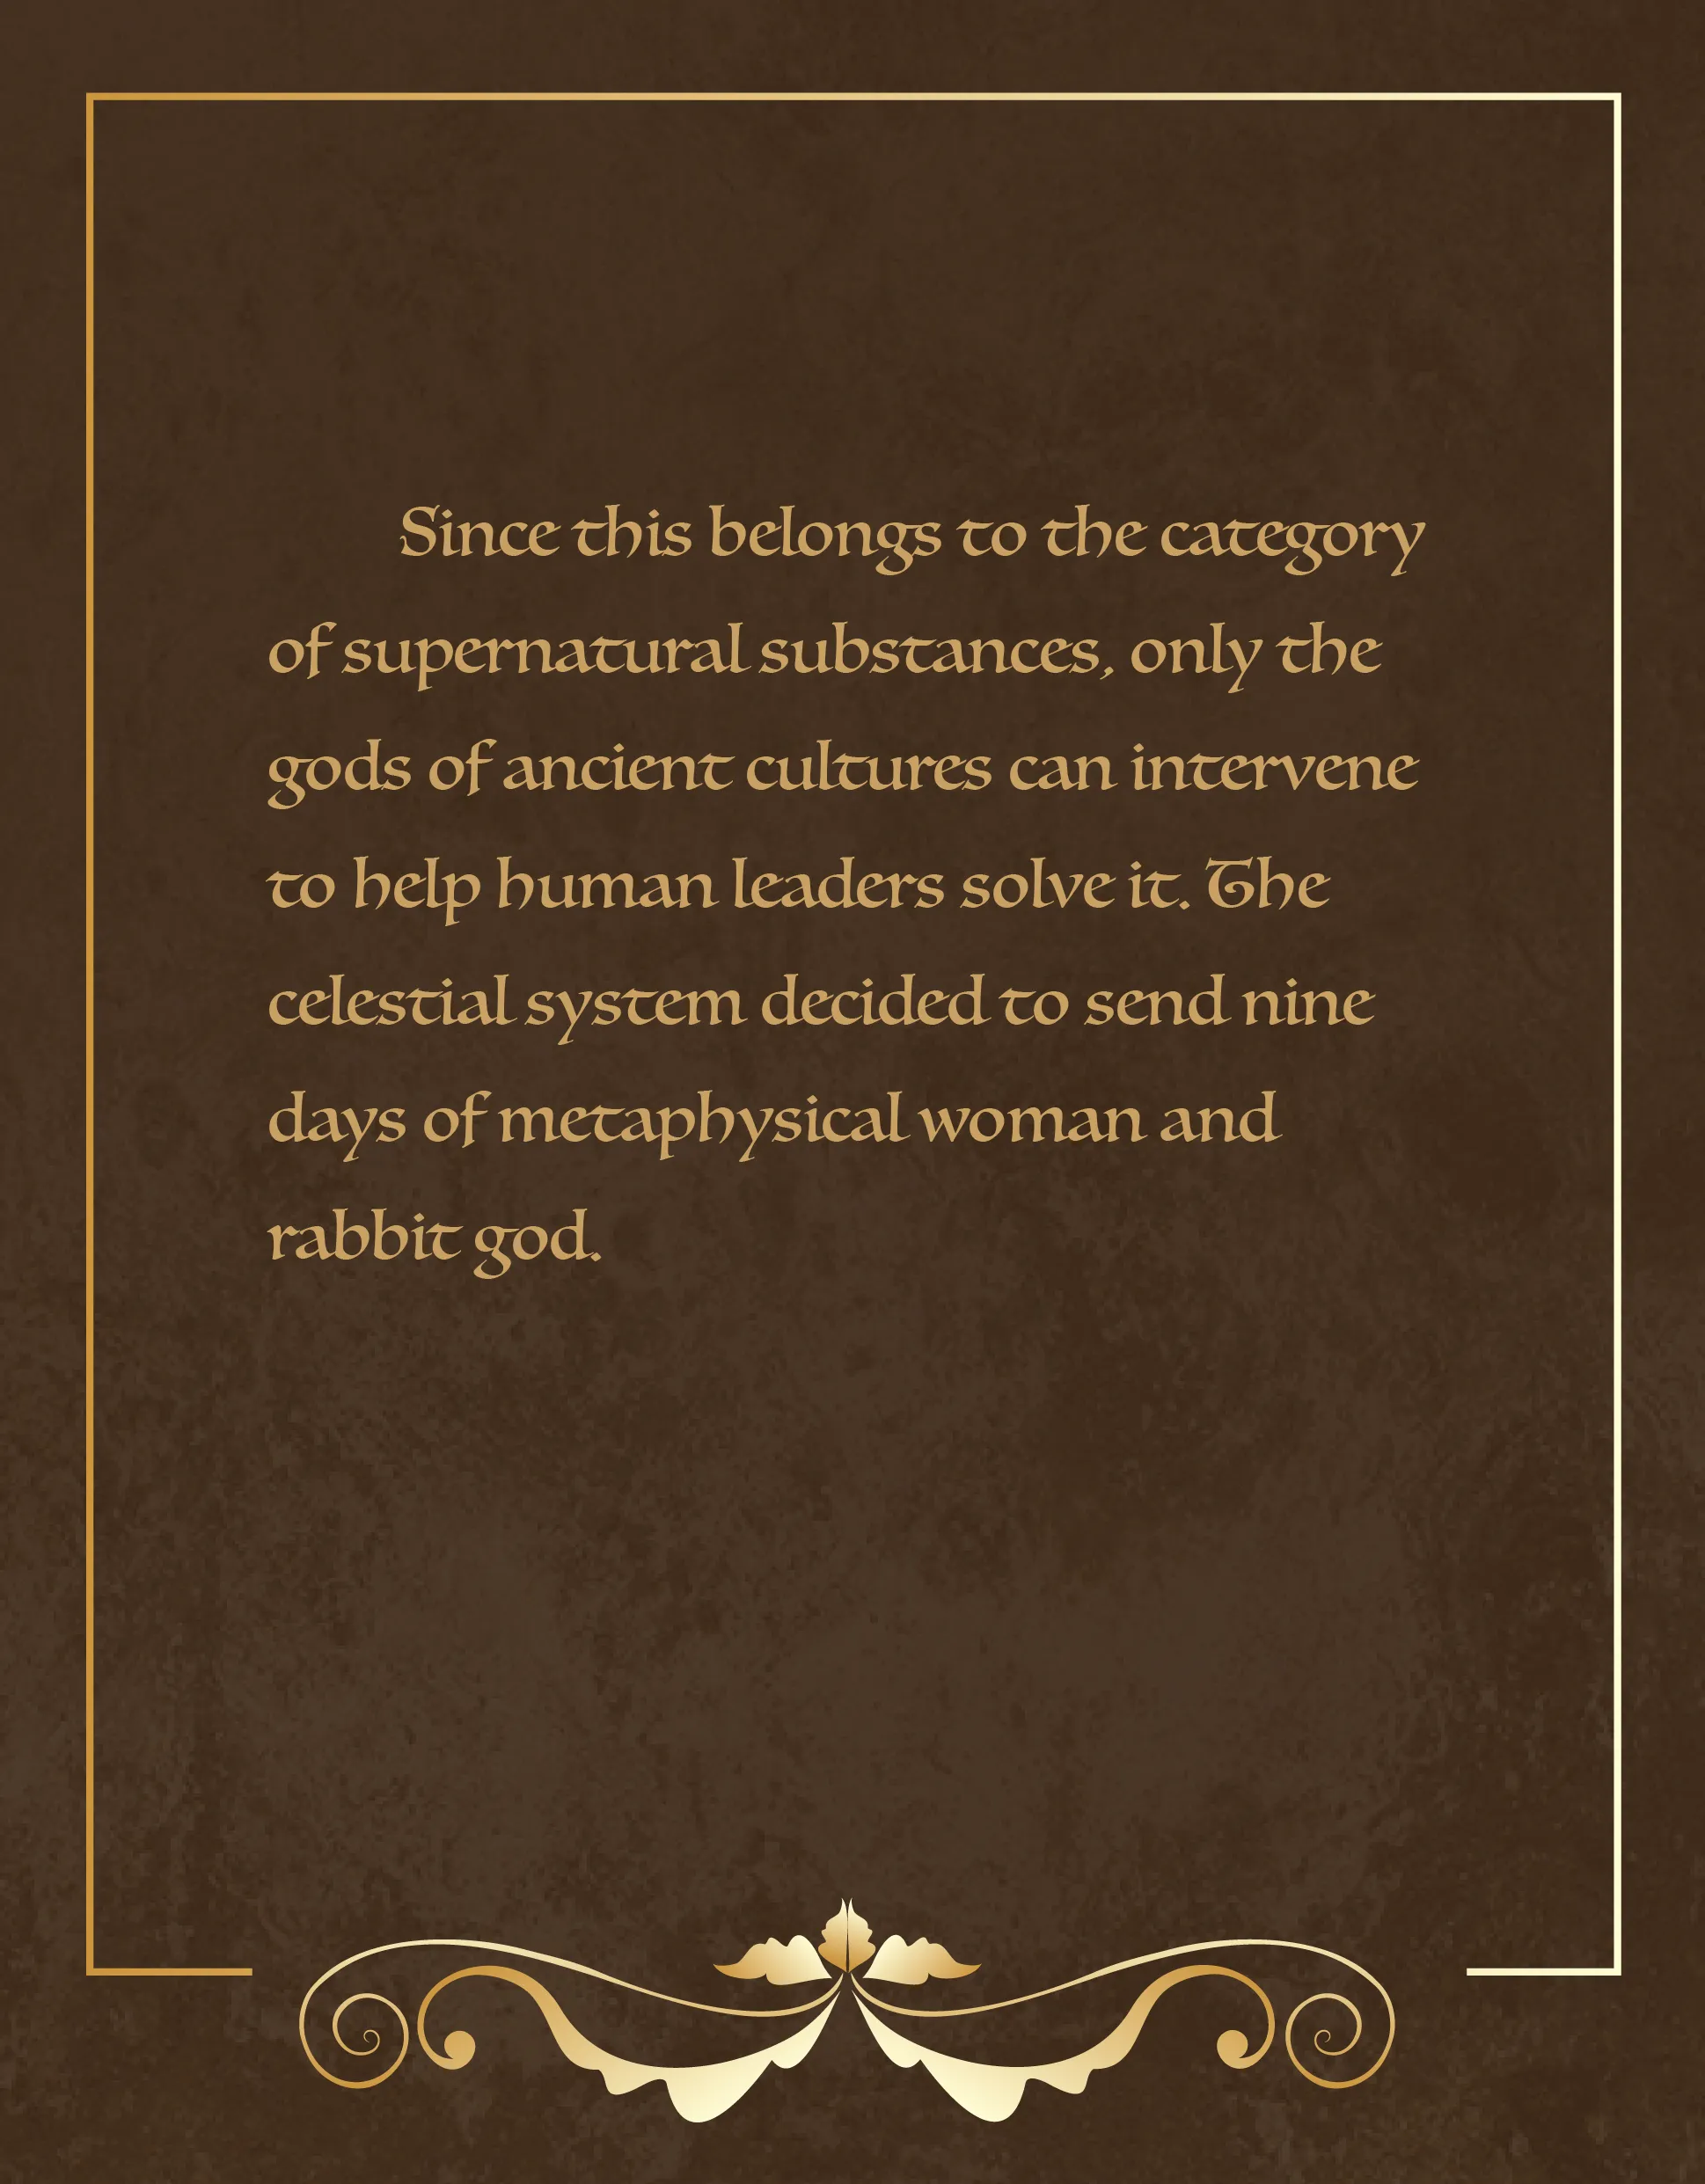 Since this belongs to the category
of supernatural substances, only the
gods of ancient cultures can intervene
to help human leaders solve it. The
celestial system decided to send nine
days of metaphysical woman and
rabbit god.